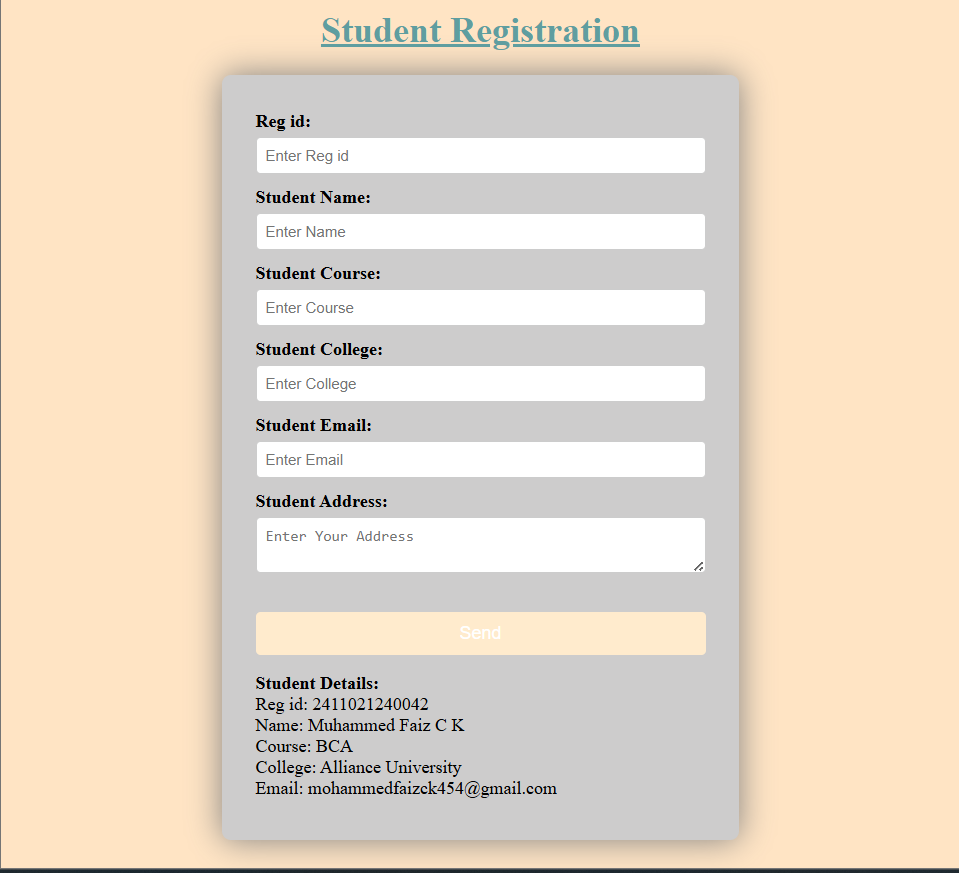 Student Registration
Reg id:
Enter Reg id
Student Name:
Enter Name
Student Course:
Enter Course
Student College:
Enter College
Student Email:
Enter Email
Student Address:
Enter Your Address
Send
Student Details:
Reg id: 2411021240042
Name: Muhammed Faiz C K
Course: BCA
College: Alliance University
Email: mohammedfaizck454@gmail.com